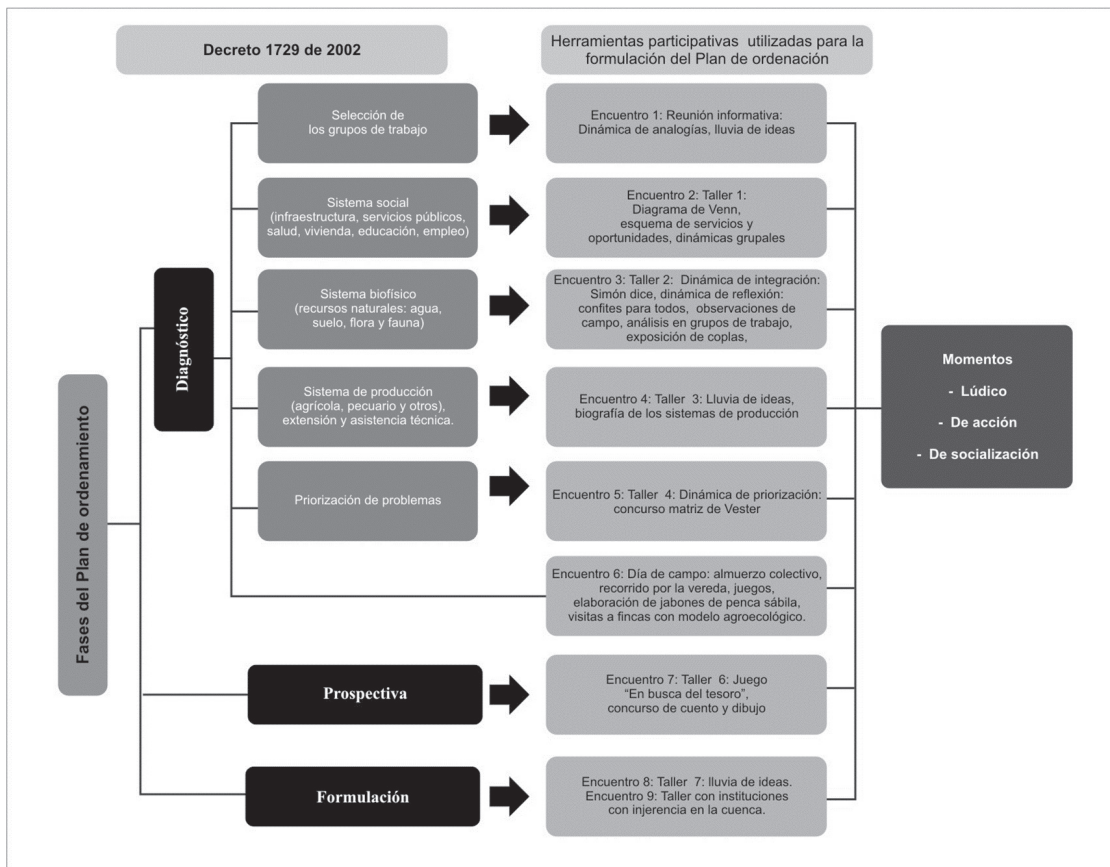 Decreto 1729 de 2002
Herramientas participativas utilizadas para la
formulación del Plan de ordenación
Fases del Plan de ordenamiento
Diagnóstico
Selección de
los grupos de trabajo
Encuentro 1: Reunión informativa:
Dinámica de analogías, lluvia de ideas
Sistema social
(infraestructura, servicios públicos,
salud, vivienda, educación, empleo)
Encuentro 2: Taller 1:
Diagrama de Venn,
esquema de servicios y
oportunidades, dinámicas grupales
Sistema biofísico
(recursos naturales: agua,
suelo, flora y fauna)
Encuentro 3: Taller 2: Dinámica de integración:
Simón dice, dinámica de reflexión:
confites para todos, observaciones de
campo, análisis en grupos de trabajo,
exposición de coplas,
Sistema de producción
(agrícola, pecuario y otros),
extensión y asistencia técnica.
Encuentro 4: Taller 3: Lluvia de ideas,
biografía de los sistemas de producción
Priorización de problemas
Encuentro 5: Taller 4: Dinámica de priorización:
concurso matriz de Vester
Encuentro 6: Día de campo: almuerzo colectivo,
recorrido por la vereda, juegos,
elaboración de jabones de penca sábila,
visitas a fincas con modelo agroecológico.
Prospectiva
Encuentro 7: Taller 6: Juego
“En busca del tesoro”,
concurso de cuento y dibujo
Formulación
Encuentro 8: Taller 7: lluvia de ideas.
Encuentro 9: Taller con instituciones
con injerencia en la cuenca.
Momentos
- Lúdico
- De acción
- De socialización